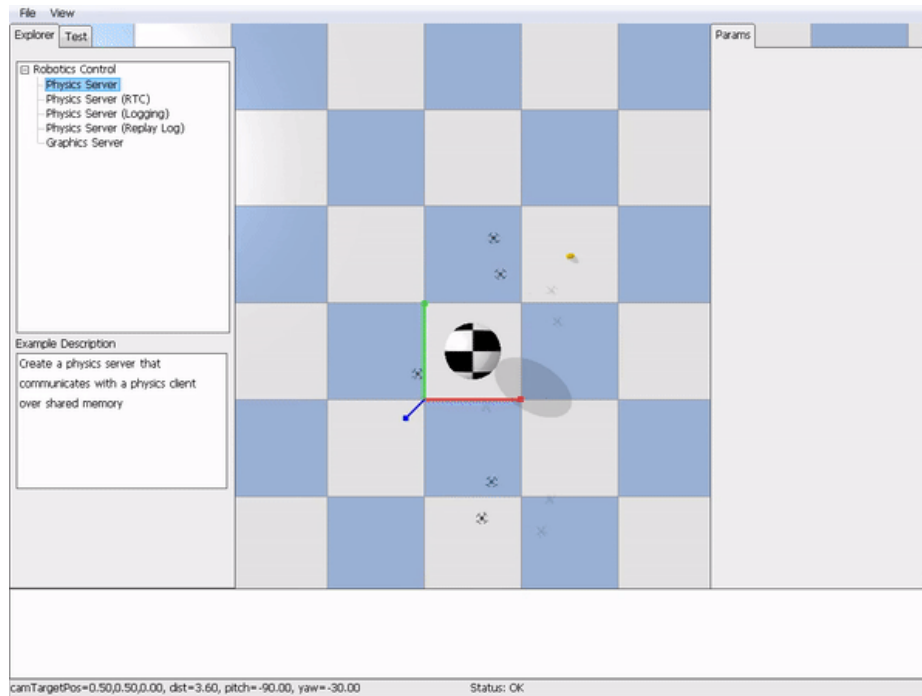 File View
Explorer Test
Params
Robotics Control
Physics Server
Physics Server (RTC)
Physics Server (Logging)
Physics Server (Replay Log)
Graphics Server
Example Description
Create a physics server that
communicates with a physics client
over shared memory
camTargetPos=0.50,0.50,0.00, dist=3.60, pitch=-90.00, yaw=-30.00 Status: OK